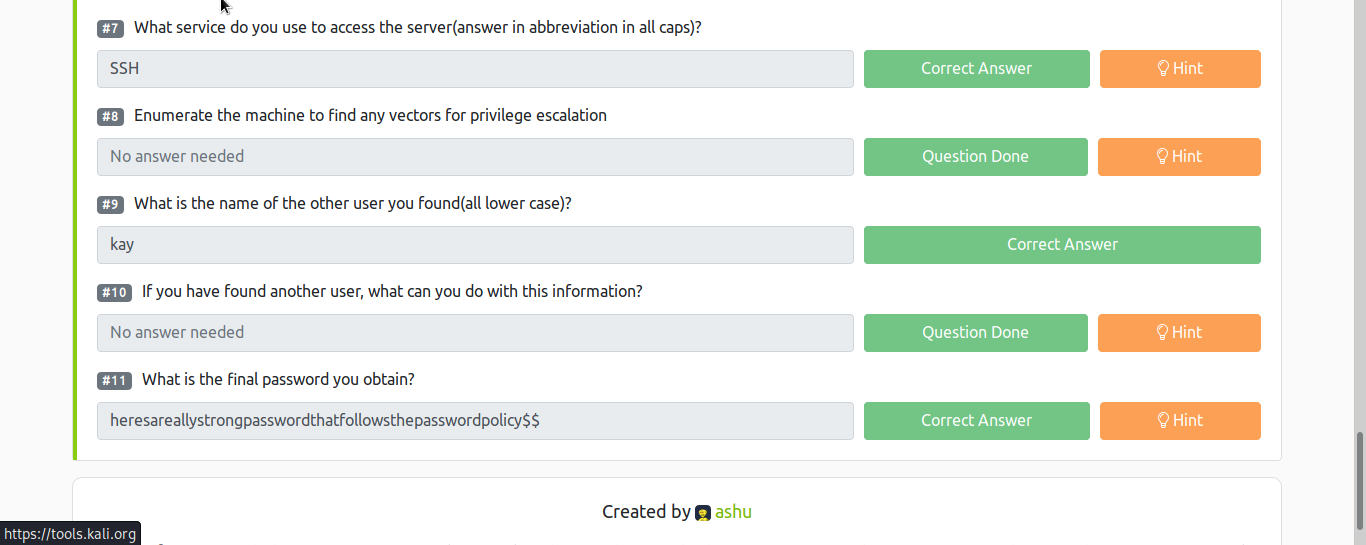 #7 What service do you use to access the server(answer in abbreviation in all caps)?
SSH Correct Answer Hint
#8 Enumerate the machine to find any vectors for privilege escalation
No answer needed Question Done Hint
#9 What is the name of the other user you found(all lower case)?
kay Correct Answer
#10 If you have found another user, what can you do with this information?
No answer needed Question Done Hint
#11 What is the final password you obtain?
heresareallystrongpasswordthatfollowsthepasswordpolicy$$ Correct Answer Hint
Created by ashu
https://tools.kali.org